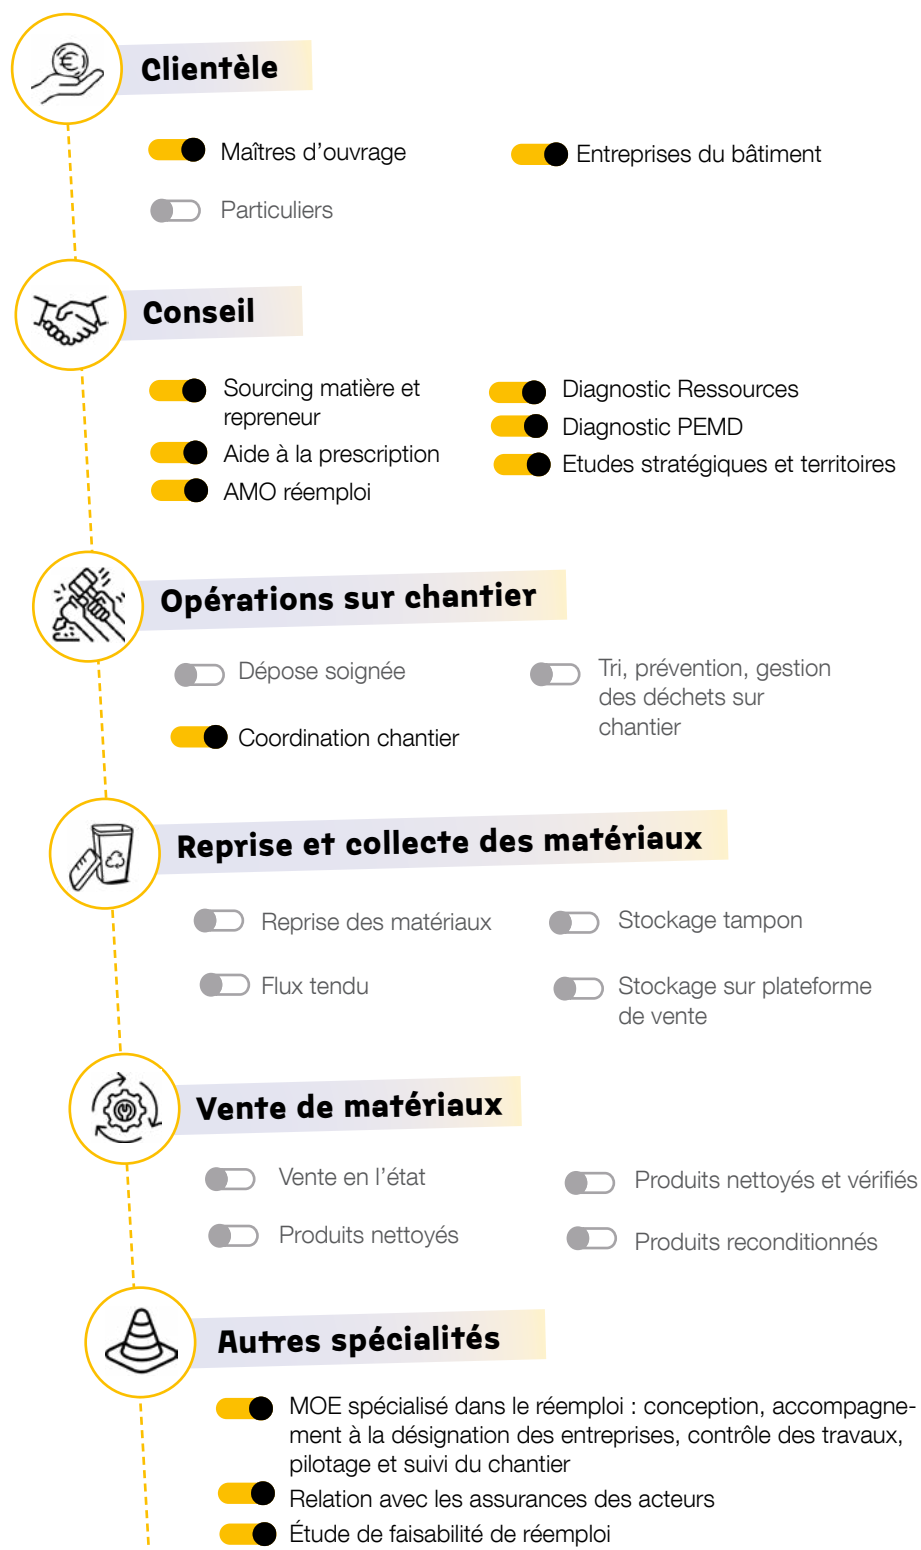 Clientèle
Maîtres d’ouvrage
Entreprises du bâtiment
Particuliers
Conseil
Sourcing matière et
repreneur
Aide à la prescription
AMO réemploi
Diagnostic Ressources
Diagnostic PEMD
Etudes stratégiques et territoires
Opérations sur chantier
Dépose soignée
Coordination chantier
Tri, prévention, gestion
des déchets sur
chantier
Reprise et collecte des matériaux
Reprise des matériaux
Stockage tampon
Flux tendu
Stockage sur plateforme
de vente
Vente de matériaux
Vente en l’état
Produits nettoyés et vérifiés
Produits nettoyés
Produits reconditionnés
Autres spécialités
MOE spécialisé dans le réemploi : conception, accompagne-
ment à la désignation des entreprises, contrôle des travaux,
pilotage et suivi du chantier
Relation avec les assurances des acteurs
Étude de faisabilité de réemploi